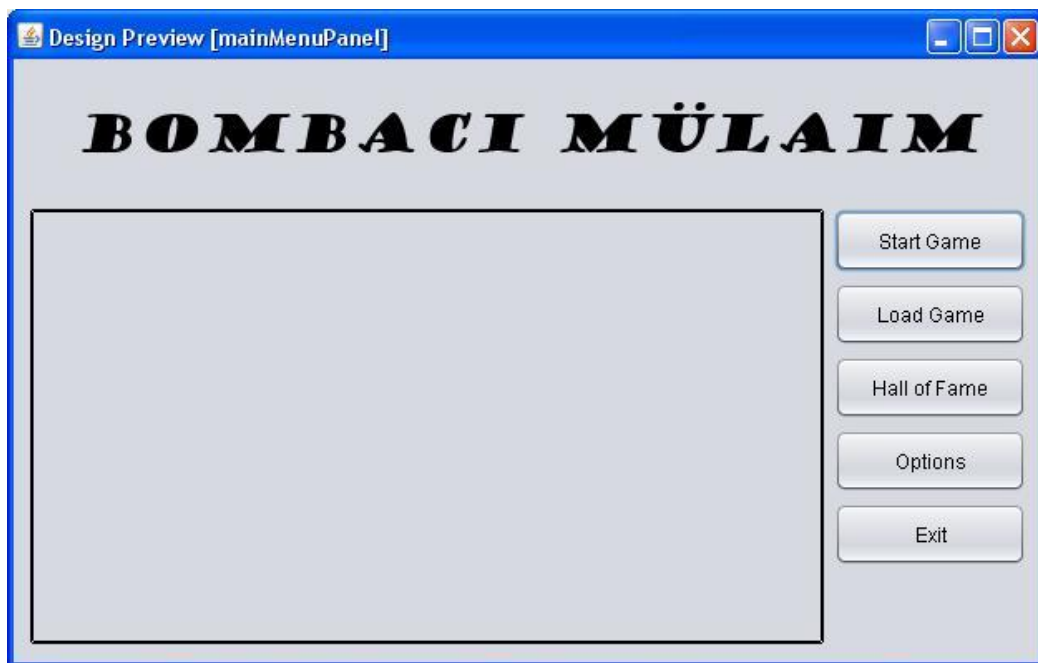 Design Preview [mainMenuPanel]
BOMBACI MÜLAIM
Start Game
Load Game
Hall of Fame
Options
Exit